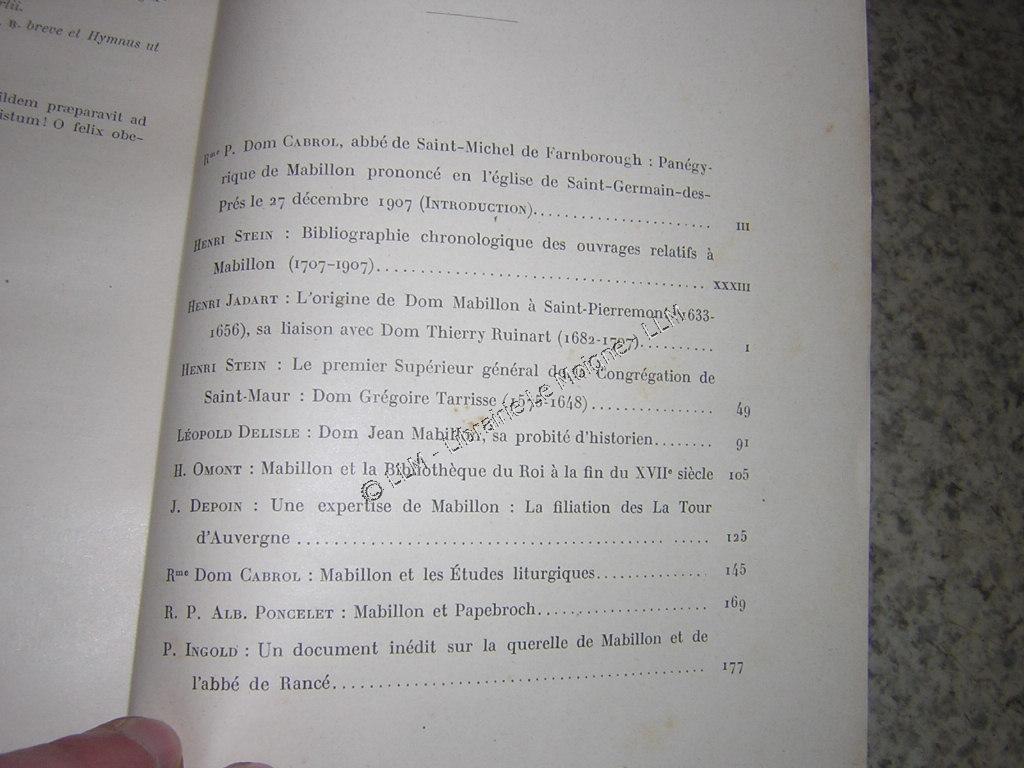 rlii.
. R. breve et Hymnus ut
ildem præparavit ad
istum! O felix obe-
Rme P. Dom Cabrol, abbé de Saint-Michel de Farnborough : Panégy-
rique de Mabillon prononcé en l'église de Saint-Germain-des-
Prés le 27 décembre 1907 (Introduction) III
Henri Stein : Bibliographie chronologique des ouvrages relatifs à
Mabillon (1707-1907) XXXIII
Henri Jadart : L'origine de Dom Mabillon à Saint-Pierremont (1633-
1656), sa liaison avec Dom Thierry Ruinart (1682-1707) 1
Henri Stein : Le premier Supérieur général de la Congrégation de
Saint-Maur : Dom Grégoire Tarrisse (1575-1648) 49
Léopold Delisle : Dom Jean Mabillon, sa probité d'historien 91
H. Omont : Mabillon et la Bibliothèque du Roi à la fin du XVIIe siècle 105
J. Depoin : Une expertise de Mabillon : La filiation des La Tour
d'Auvergne 125
Rme Dom Cabrol : Mabillon et les Études liturgiques 145
R. P. Alb. Poncelet : Mabillon et Papebroch 169
P. Ingold : Un document inédit sur la querelle de Mabillon et de
l'abbé de Rancé 177
© LLM - Librairie Le Moigne, LLM